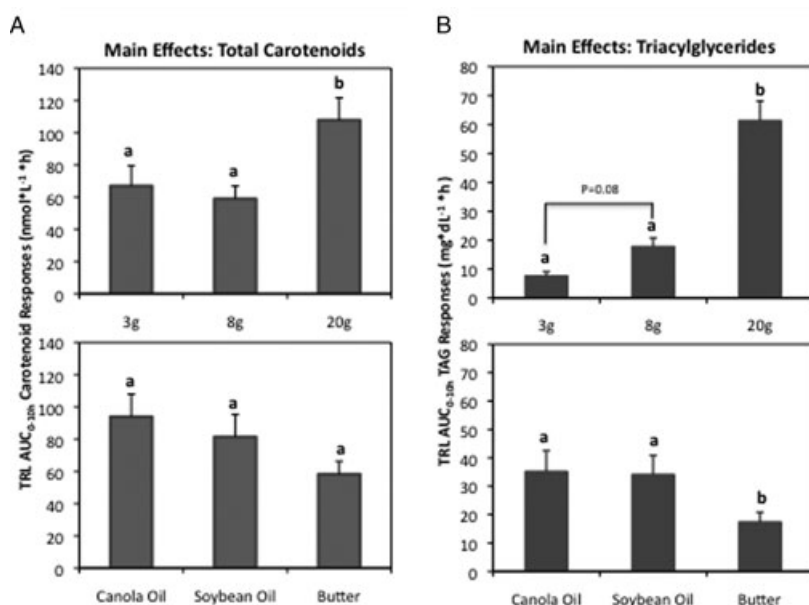 A
Main Effects: Total Carotenoids
TRL AUC0-10h Carotenoid Responses (nmol*L-1 *h)
140
120
100
80
60
40
20
0
a
a
b
3g
8g
20g
140
120
100
80
60
40
20
0
a
a
a
Canola Oil
Soybean Oil
Butter
B
Main Effects: Triacylglycerides
TRL AUC0-10h TAG Responses (mg*dL-1 *h)
80
70
60
50
40
30
20
10
0
P=0.08
a
a
b
3g
8g
20g
80
70
60
50
40
30
20
10
0
a
a
b
Canola Oil
Soybean Oil
Butter